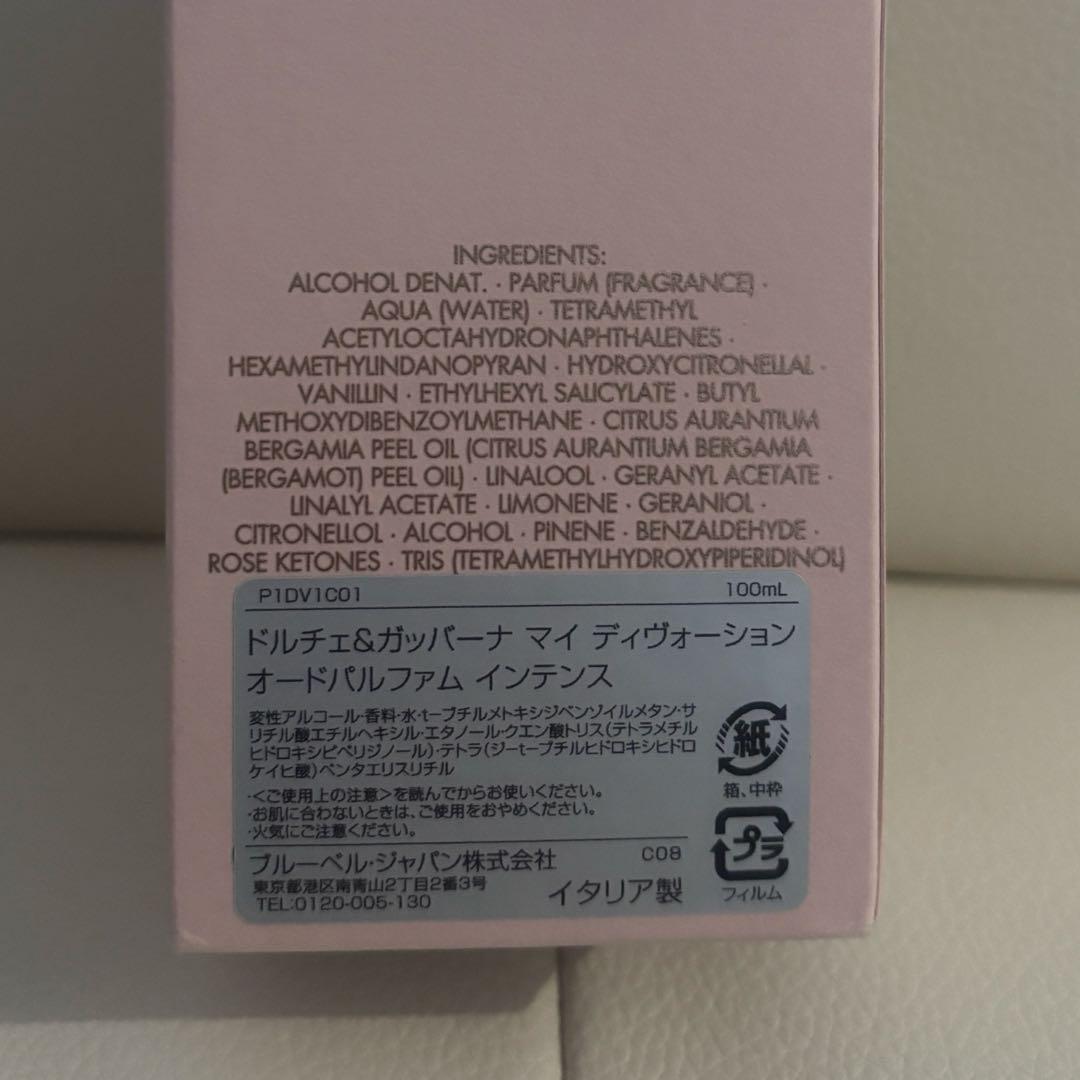 INGREDIENTS:
ALCOHOL DENAT. · PARFUM (FRAGRANCE) ·
AQUA (WATER) · TETRAMETHYL
ACETYLOCTAHYDRONAPHTHALENES ·
HEXAMETHYLINDANOPYRAN · HYDROXYCITRONELLAL ·
VANILLIN · ETHYLHEXYL SALICYLATE · BUTYL
METHOXYDIBENZOYLMETHANE · CITRUS AURANTIUM
BERGAMIA PEEL OIL (CITRUS AURANTIUM BERGAMIA
(BERGAMOT) PEEL OIL) · LINALOOL · GERANYL ACETATE ·
LINALYL ACETATE · LIMONENE · GERANIOL ·
CITRONELLOL · ALCOHOL · PINENE · BENZALDEHYDE ·
ROSE KETONES · TRIS (TETRAMETHYLHYDROXYPIPERIDINOL)
P1DV1C01 100mL
ドルチェ&ガッバーナ マイ ディヴォーション
オードパルファム インテンス
変性アルコール・香料・水・t-ブチルメトキシジベンゾイルメタン・サ
リチル酸エチルヘキシル・エタノール・クエン酸トリス(テトラメチル
ヒドロキシピペリジノール)・テトラ(ジ-t-ブチルヒドロキシヒドロ
ケイヒ酸)ペンタエリスリチル
・<ご使用上の注意>を読んでからお使いください。
・お肌に合わないときは、ご使用をおやめください。
・火気にご注意ください。
ブルーベル・ジャパン株式会社 C08
東京都港区南青山2丁目2番3号
TEL:0120-005-130
イタリア製
紙
箱、中枠
プラ
フィルム